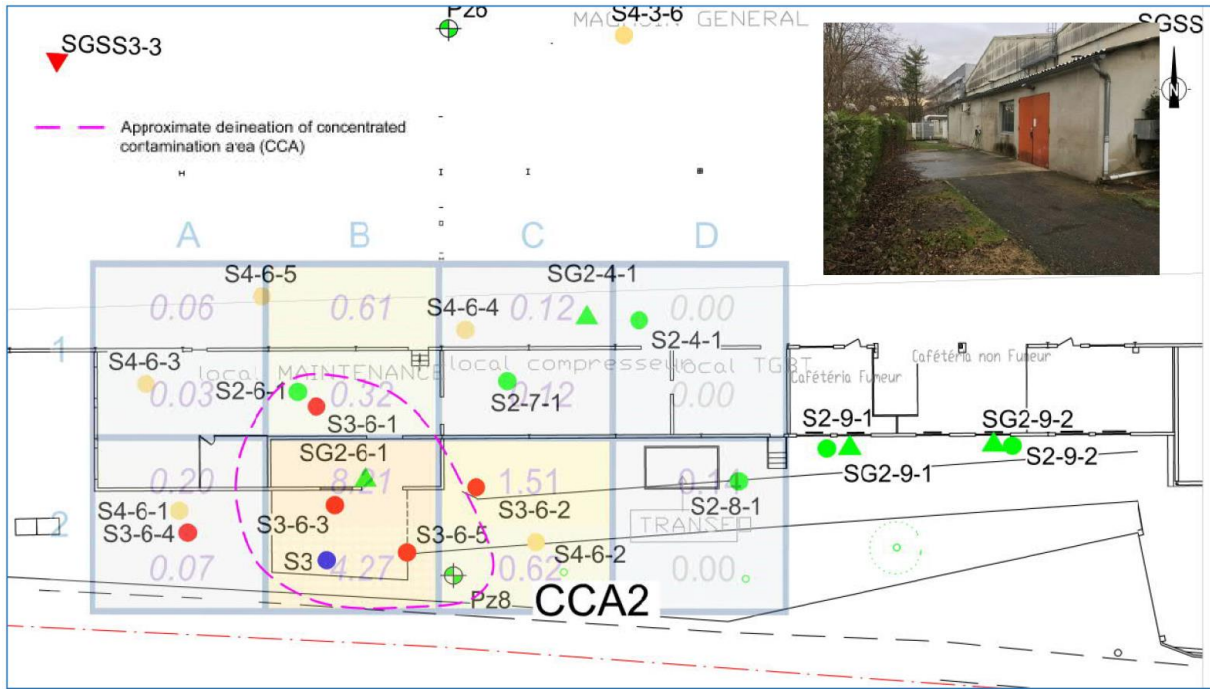 Pz6
MAGASIN GENERAL
S4-3-6
SGSS3-3
SGSS
N
Approximate delineation of concentrated
contamination area (CCA)
A B C D
S4-6-5
SG2-4-1
0.06 0.61 0.12 0.00
S4-6-4
S2-4-1
1
S4-6-3
local MAINTENANCE
local compresseur
local TGBT
Cafétéria Fumeur
Cafétéria non Fumeur
0.03 0.32 0.12 0.00
S2-6-1
S2-7-1
S3-6-1
S2-9-1
SG2-9-2
SG2-6-1
SG2-9-1
S2-9-2
0.20 8.21 1.51 0.14
S4-6-1
S3-6-3
S3-6-2
S2-8-1
2
S3-6-4
S3-6-5
TRANSFO
S3
S4-6-2
0.07 4.27 0.62 0.00
Pz8
CCA2